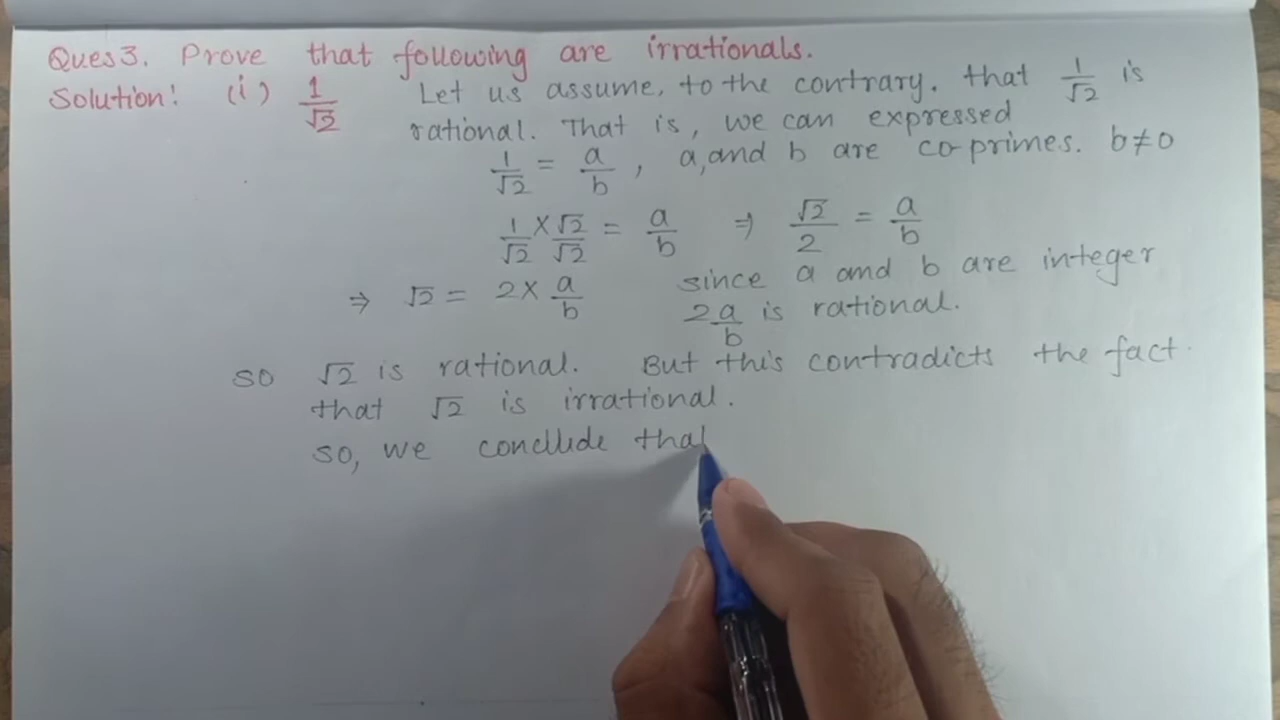 Ques 3. Prove that following are irrationals.
Solution: (i) 1/√2 Let us assume, to the contrary. that 1/√2 is
rational. That is, we can expressed
1/√2 = a/b , a, and b are co primes. b≠0
1/√2 × √2/√2 = a/b ⇒ √2/2 = a/b
⇒ √2 = 2 × a/b since a and b are integer
2a/b is rational.
so √2 is rational. But this contradicts the fact.
that √2 is irrational.
so, we conclude that